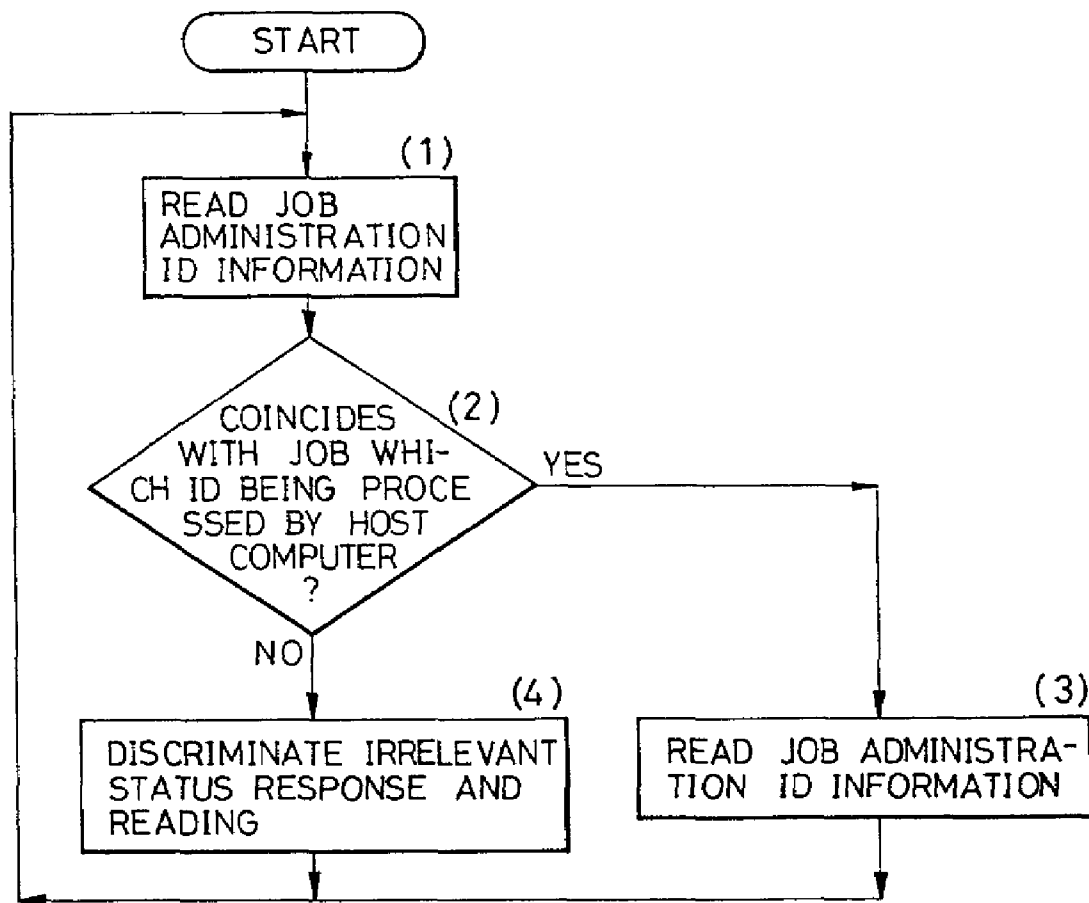 START
(1)
READ JOB
ADMINISTRATION
ID INFORMATION
(2)
COINCIDES
WITH JOB WHI-
CH ID BEING PROCE
SSED BY HOST
COMPUTER
?
YES
NO
(4)
DISCRIMINATE IRRELEVANT
STATUS RESPONSE AND
READING
(3)
READ JOB ADMINISTRA-
TION ID INFORMATION